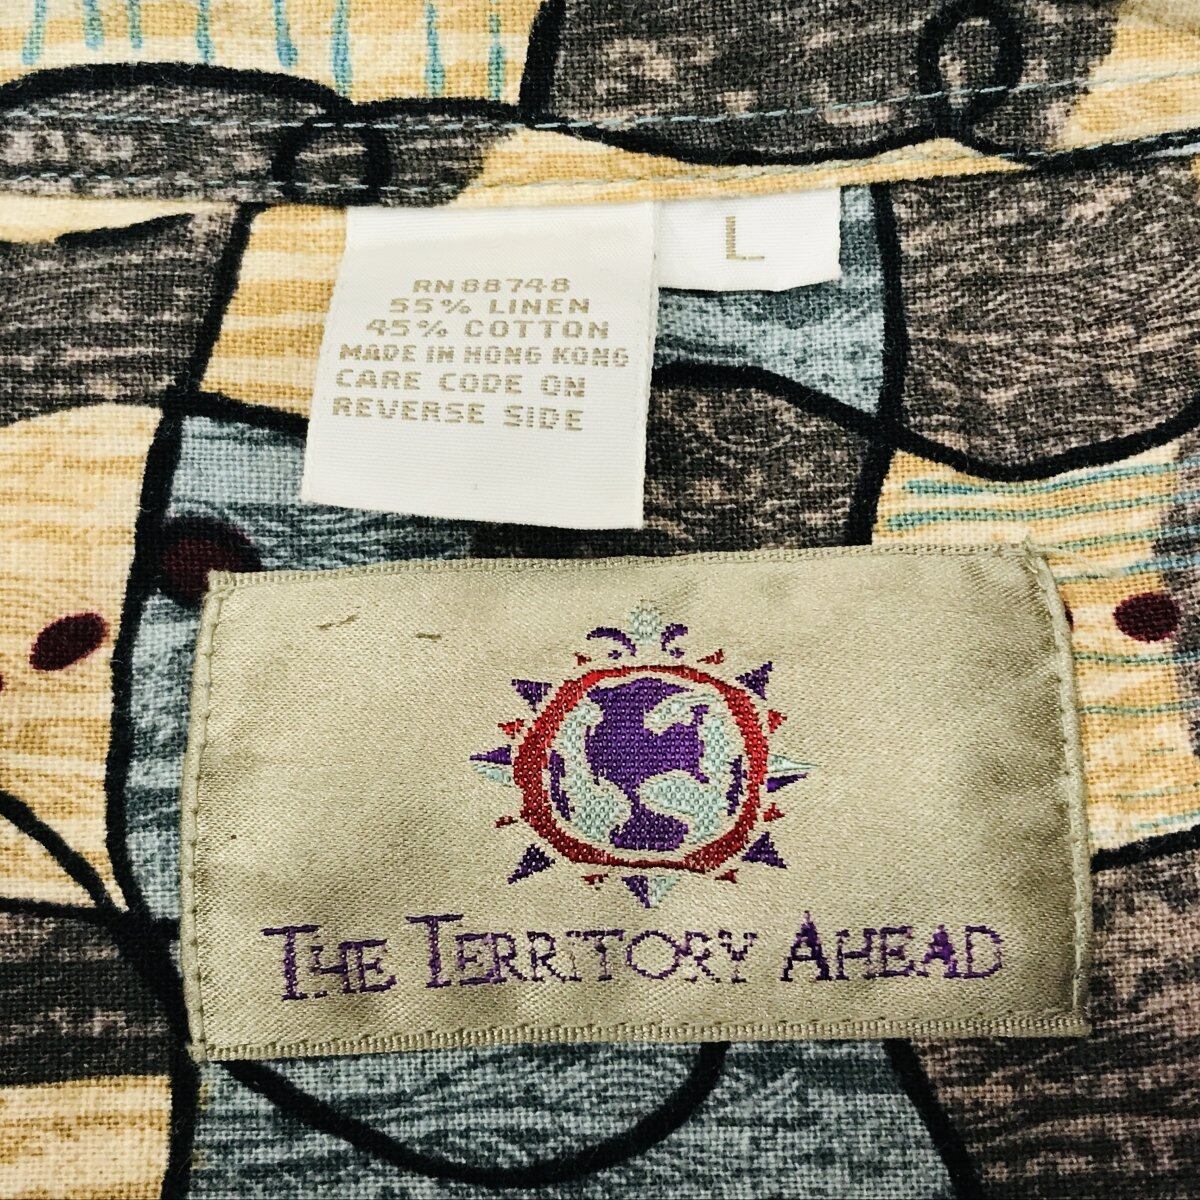 L
RN 88748
55% LINEN
45% COTTON
MADE IN HONG KONG
CARE CODE ON
REVERSE SIDE
THE TERRITORY AHEAD